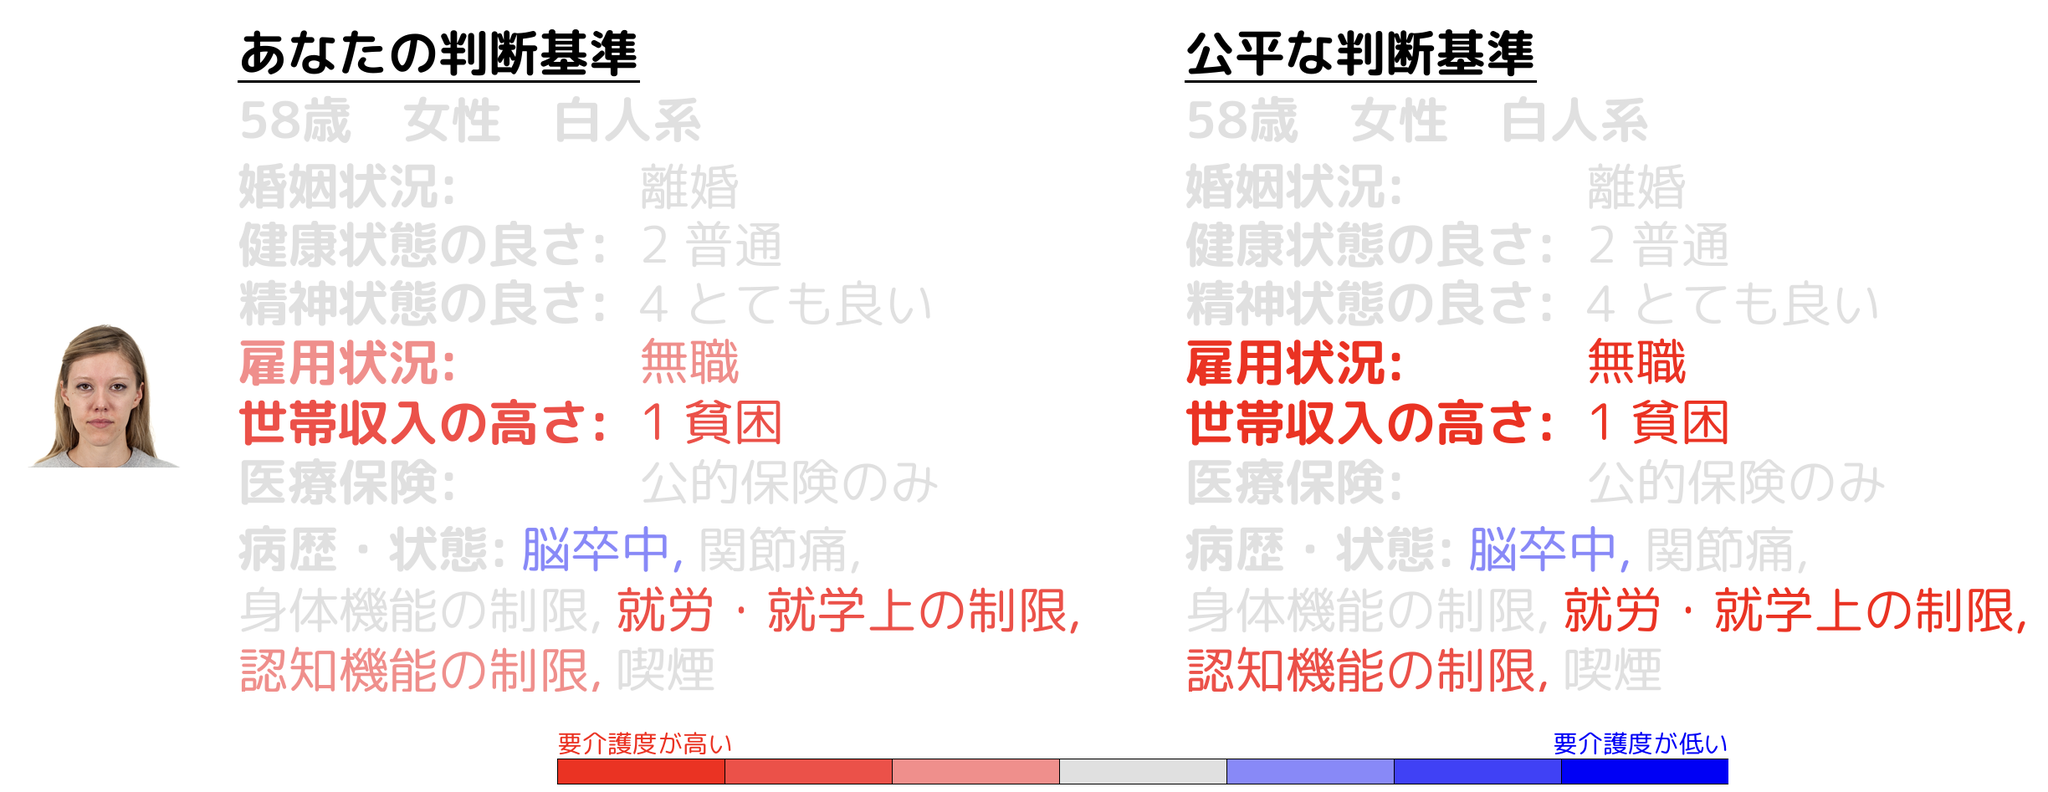 あなたの判断基準
58歳　女性　白人系
婚姻状況: 離婚
健康状態の良さ: 2 普通
精神状態の良さ: 4 とても良い
雇用状況: 無職
世帯収入の高さ: 1 貧困
医療保険: 公的保険のみ
病歴・状態: 脳卒中, 関節痛,
身体機能の制限, 就労・就学上の制限,
認知機能の制限, 喫煙
公平な判断基準
58歳　女性　白人系
婚姻状況: 離婚
健康状態の良さ: 2 普通
精神状態の良さ: 4 とても良い
雇用状況: 無職
世帯収入の高さ: 1 貧困
医療保険: 公的保険のみ
病歴・状態: 脳卒中, 関節痛,
身体機能の制限, 就労・就学上の制限,
認知機能の制限, 喫煙
要介護度が高い
要介護度が低い